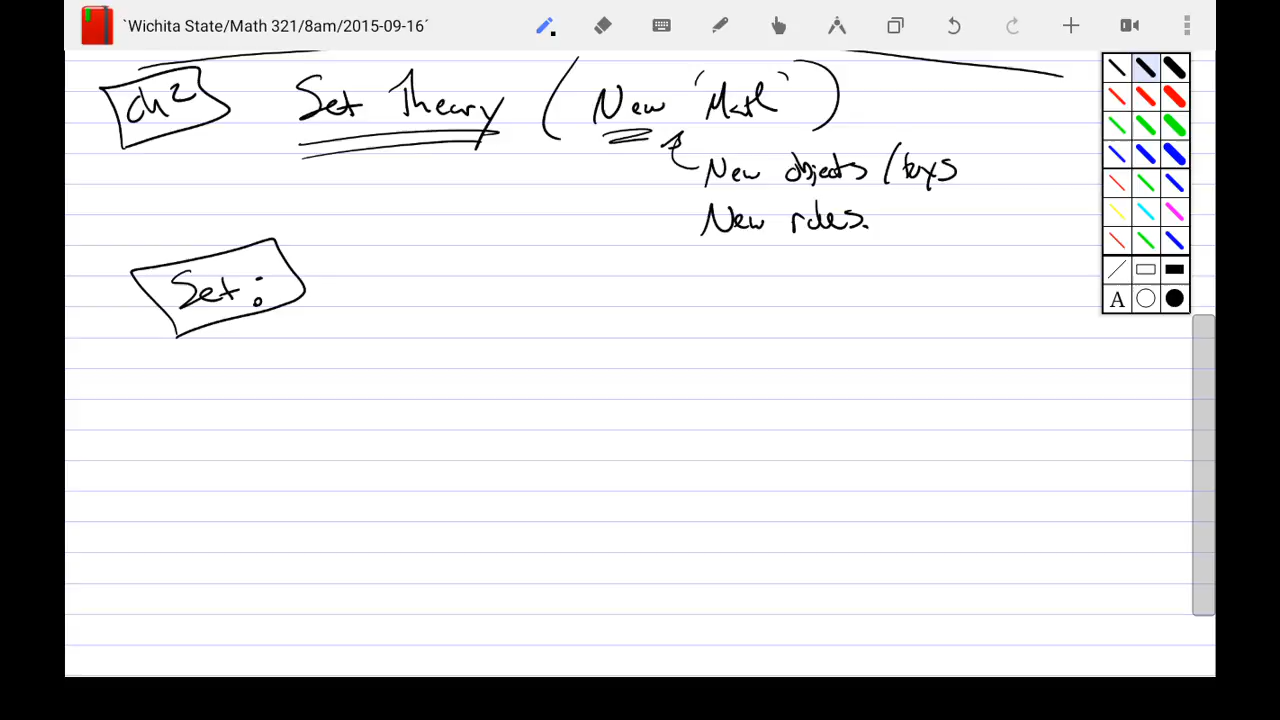 `Wichita State/Math 321/8am/2015-09-16´
ch 2 Set Theory ( New 'Math' )
New objects / toys
New rules.
Set :
A